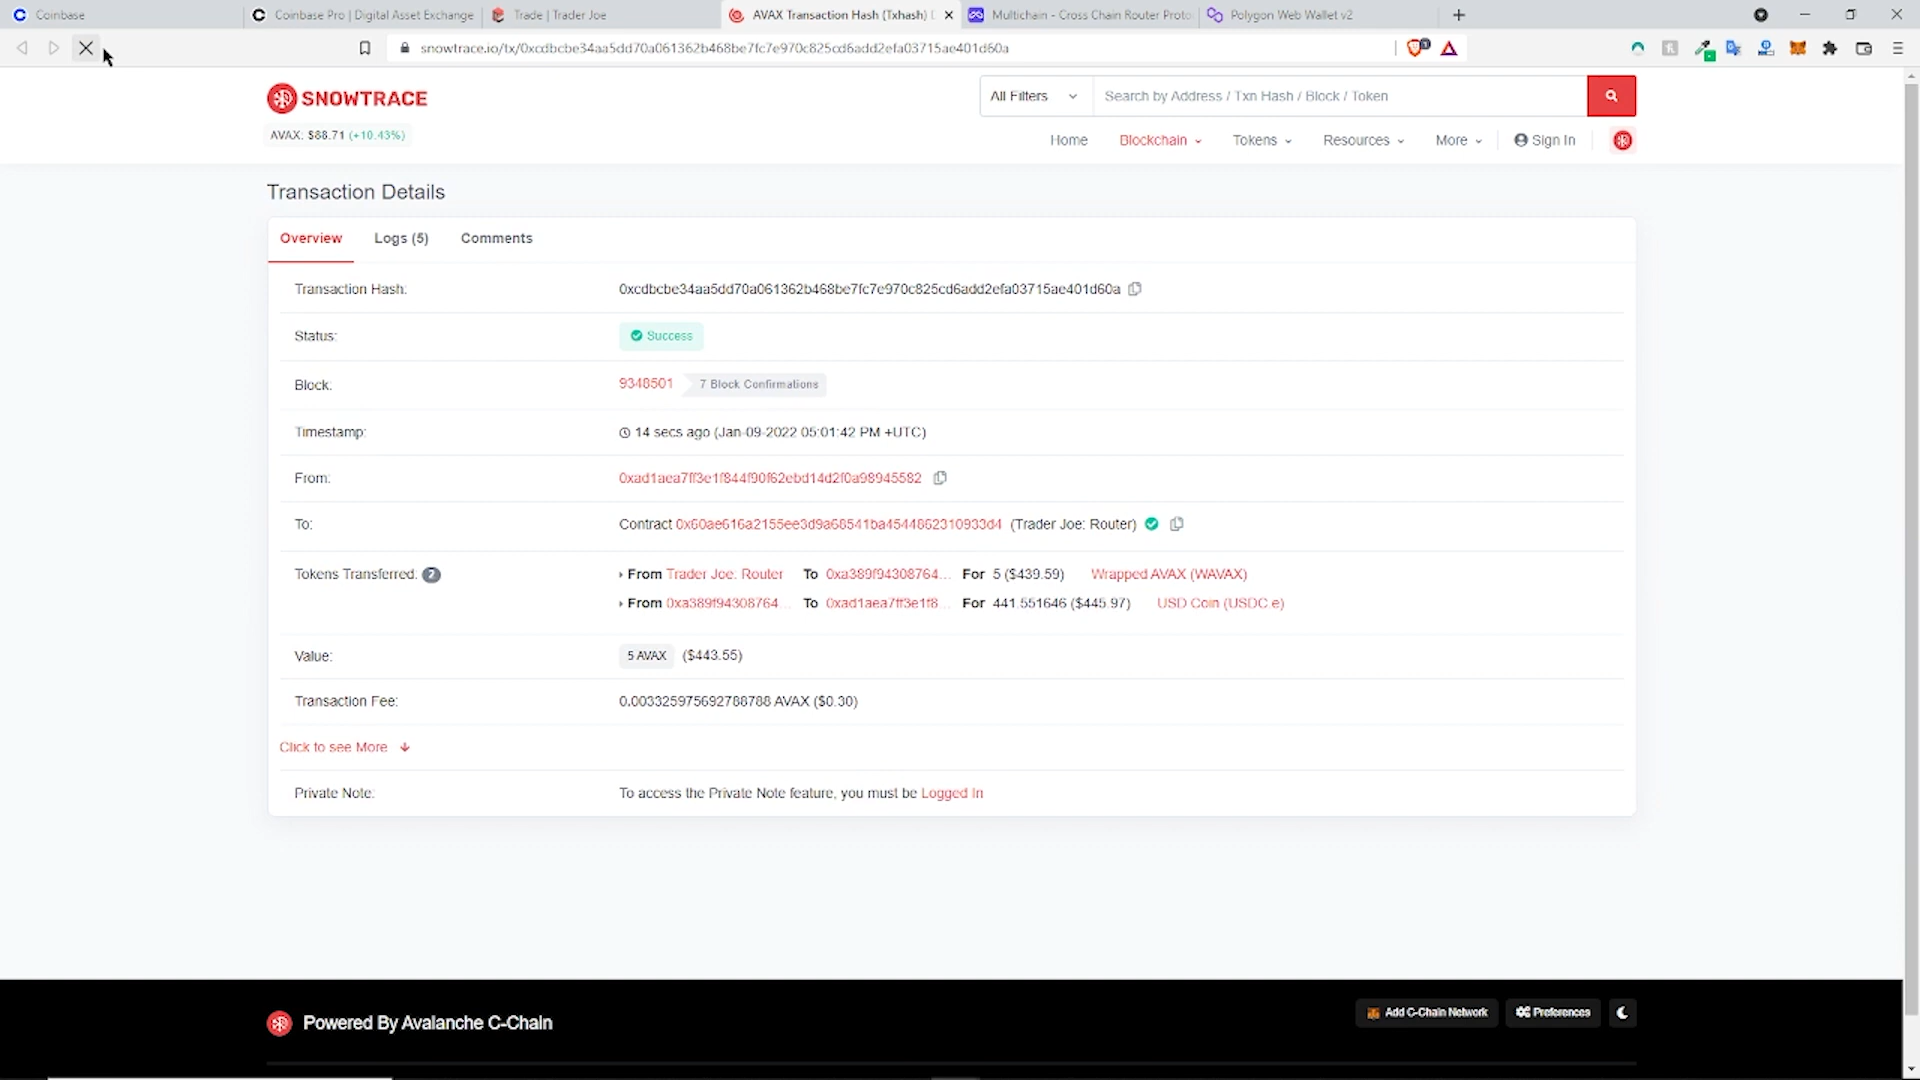 Coinbase
Coinbase Pro | Digital Asset Exchange
Trade | Trader Joe
AVAX Transaction Hash (Txhash) D
Multichain - Cross Chain Router Proto
Polygon Web Wallet v2
snowtrace.io/tx/0xcdbcbe34aa5dd70a061362b468be7fc7e970c825cd6add2efa03715ae401d60a
SNOWTRACE
All Filters
Search by Address / Txn Hash / Block / Token
AVAX: $88.71 (+10.43%)
Home Blockchain Tokens Resources More Sign In
Transaction Details
Overview Logs (5) Comments
Transaction Hash: 0xcdbcbe34aa5dd70a061362b468be7fc7e970c825cd6add2efa03715ae401d60a
Status: Success
Block: 9348501 7 Block Confirmations
Timestamp: 14 secs ago (Jan-09-2022 05:01:42 PM +UTC)
From: 0xad1aea7ff3e1f844f90f62ebd14d2f0a98945582
To: Contract 0x60ae616a2155ee3d9a68541ba4544862310933d4 (Trader Joe: Router)
Tokens Transferred: 2
From Trader Joe: Router To 0xa389f94308764... For 5 ($439.59) Wrapped AVAX (WAVAX)
From 0xa389f94308764... To 0xad1aea7ff3e1f8... For 441.551646 ($445.97) USD Coin (USDC.e)
Value: 5 AVAX ($443.55)
Transaction Fee: 0.003325975692788788 AVAX ($0.30)
Click to see More
Private Note: To access the Private Note feature, you must be Logged In
Powered By Avalanche C-Chain
Add C-Chain Network
Preferences